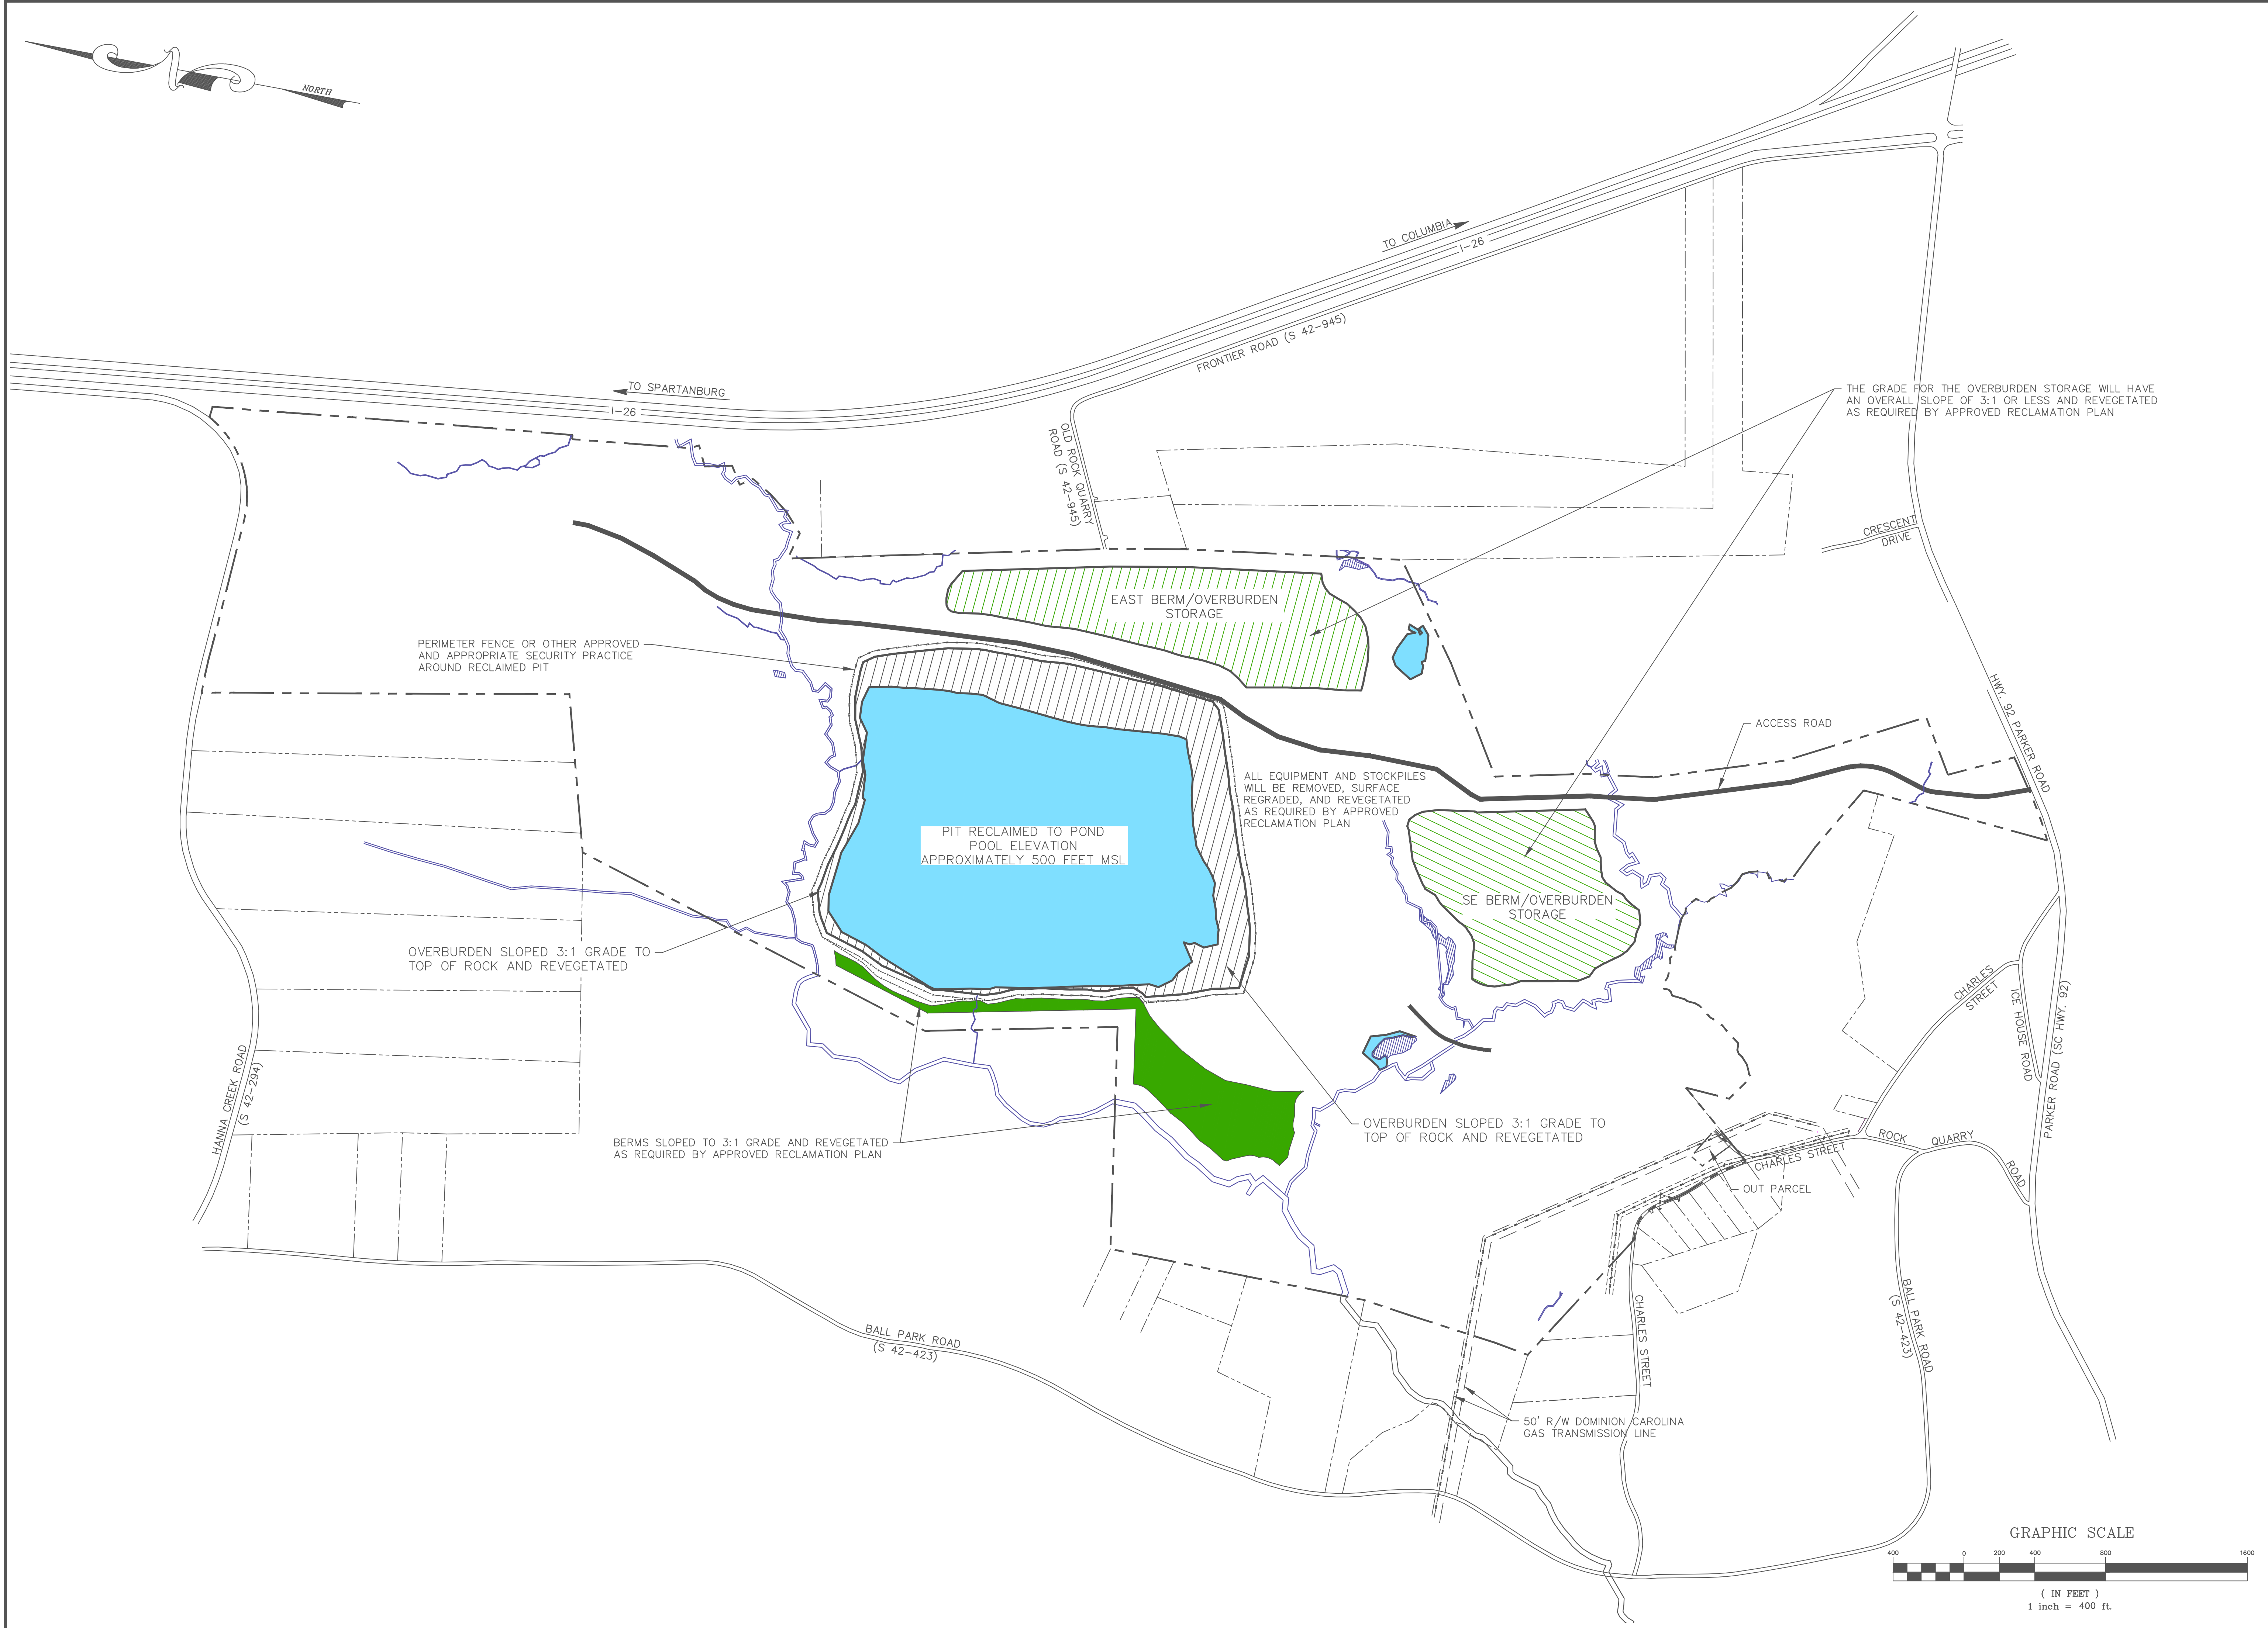 NORTH
TO COLUMBIA
I-26
FRONTIER ROAD (S 42-945)
TO SPARTANBURG
I-26
OLD ROCK QUARRY
ROAD (S 42-945)
THE GRADE FOR THE OVERBURDEN STORAGE WILL HAVE
AN OVERALL SLOPE OF 3:1 OR LESS AND REVEGETATED
AS REQUIRED BY APPROVED RECLAMATION PLAN
CRESCENT
DRIVE
EAST BERM/OVERBURDEN
STORAGE
PERIMETER FENCE OR OTHER APPROVED
AND APPROPRIATE SECURITY PRACTICE
AROUND RECLAIMED PIT
HWY. 92 PARKER ROAD
ACCESS ROAD
ALL EQUIPMENT AND STOCKPILES
WILL BE REMOVED, SURFACE
REGRADED, AND REVEGETATED
AS REQUIRED BY APPROVED
RECLAMATION PLAN
PIT RECLAIMED TO POND
POOL ELEVATION
APPROXIMATELY 500 FEET MSL
SE BERM/OVERBURDEN
STORAGE
OVERBURDEN SLOPED 3:1 GRADE TO
TOP OF ROCK AND REVEGETATED
CHARLES
STREET
ICE HOUSE ROAD
PARKER ROAD (SC HWY. 92)
HANNA CREEK ROAD
(S 42-294)
BERMS SLOPED TO 3:1 GRADE AND REVEGETATED
AS REQUIRED BY APPROVED RECLAMATION PLAN
OVERBURDEN SLOPED 3:1 GRADE TO
TOP OF ROCK AND REVEGETATED
ROCK QUARRY ROAD
CHARLES STREET
OUT PARCEL
BALL PARK ROAD
(S 42-423)
CHARLES STREET
BALL PARK ROAD
(S 42-423)
50' R/W DOMINION CAROLINA
GAS TRANSMISSION LINE
GRAPHIC SCALE
400 0 200 400 800 1600
( IN FEET )
1 inch = 400 ft.